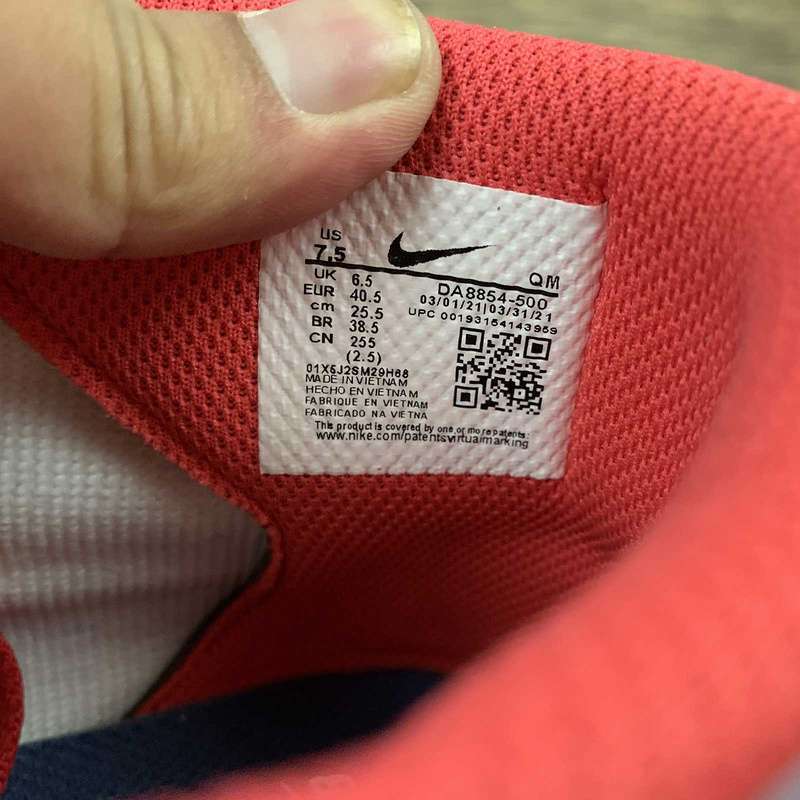 US 7.5
QM
UK 6.5
DA8854-500
EUR 40.5
03/01/21|03/31/21
cm 25.5
UPC 00193154143959
BR 38.5
CN 255
(2.5)
01X5J2SM29H68
MADE IN VIETNAM
HECHO EN VIETNAM
FABRIQUE EN VIETNAM
FABRICADO NA VIETNÃ
This product is covered by one or more patents:
www.nike.com/patentsvirtualmarking